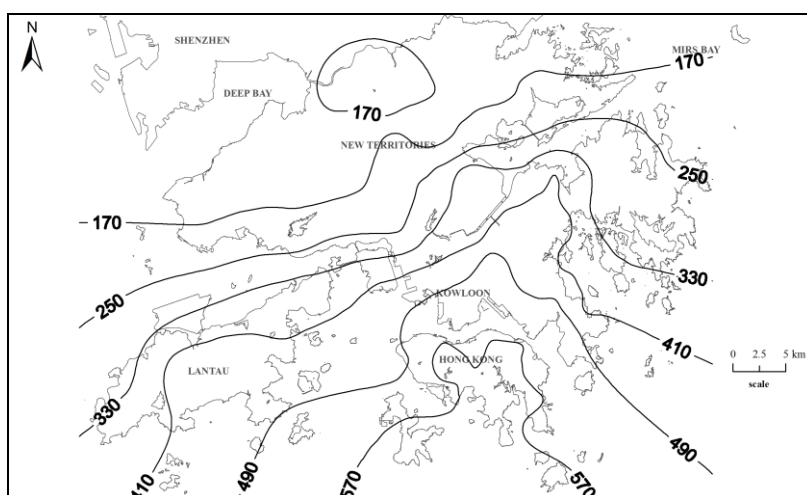 N
SHENZHEN
MIRS BAY
170
DEEP BAY
170
NEW TERRITORIES
250
170
330
250
KOWLOON
410
0 2.5 5 km
scale
HONG KONG
LANTAU
330
490
410
490
570
570